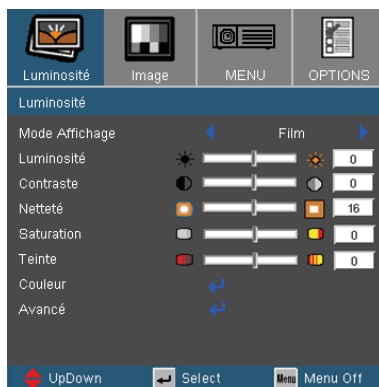 Luminosité Image MENU OPTIONS
Luminosité
Mode Affichage Film
Luminosité 0
Contraste 0
Netteté 16
Saturation 0
Teinte 0
Couleur
Avancé
UpDown Select Menu Menu Off